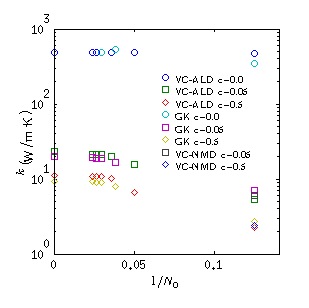 10^3
10^2
10^1
10^0
k (W/m-K)
VC-ALD c=0.0
VC-ALD c=0.05
VC-ALD c=0.5
GK c=0.0
GK c=0.05
GK c=0.5
VC-NMD c=0.05
VC-NMD c=0.5
0 0.05 0.1
1/N_0